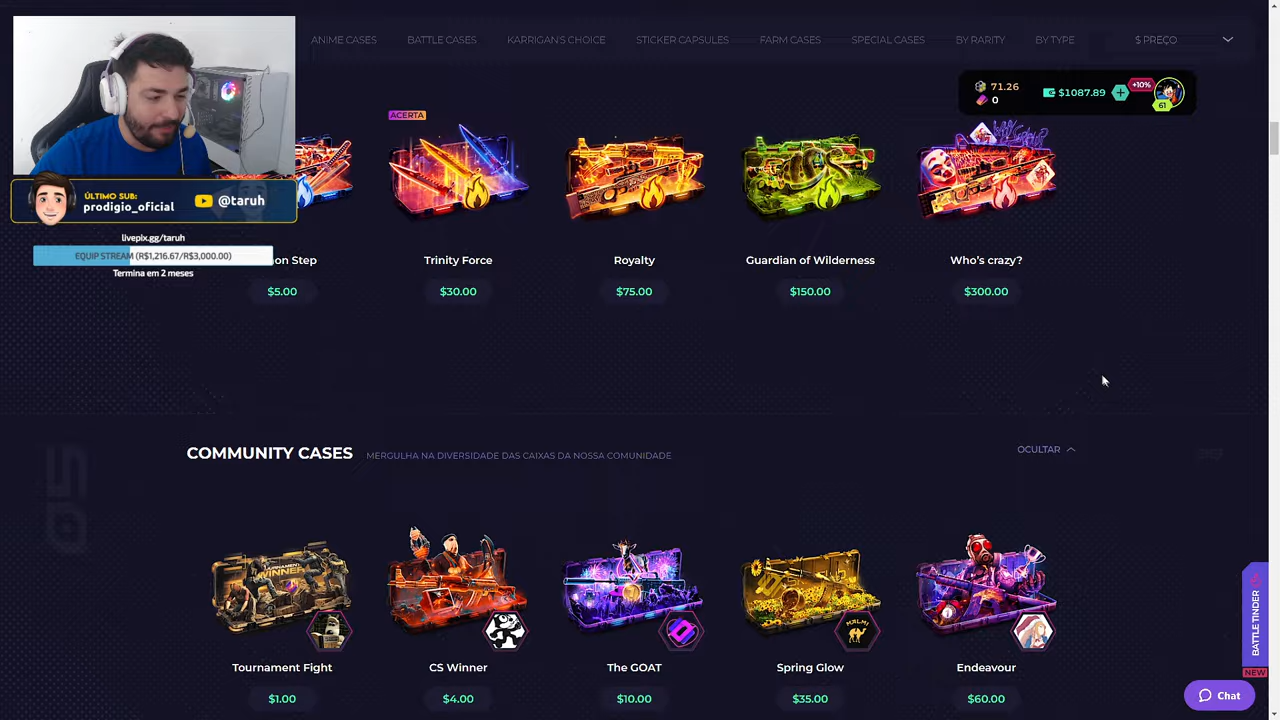 ANIME CASES
BATTLE CASES
KARRIGAN'S CHOICE
STICKER CAPSULES
FARM CASES
SPECIAL CASES
BY RARITY
BY TYPE
$ PREÇO
71.26
0
$1087.89
+
+10%
61
ÚLTIMO SUB:
prodigio_oficial
@taruh
livepix.gg/taruh
EQUIP STREAM (R$1,216.67/R$3,000.00)
Termina em 2 meses
ACERTA
on Step
Trinity Force
Royalty
Guardian of Wilderness
Who's crazy?
$5.00
$30.00
$75.00
$150.00
$300.00
COMMUNITY CASES
MERGULHA NA DIVERSIDADE DAS CAIXAS DA NOSSA COMUNIDADE
OCULTAR
WINNER
Tournament Fight
CS Winner
The GOAT
Spring Glow
Endeavour
$1.00
$4.00
$10.00
$35.00
$60.00
BATTLE TINDER
NEW
Chat